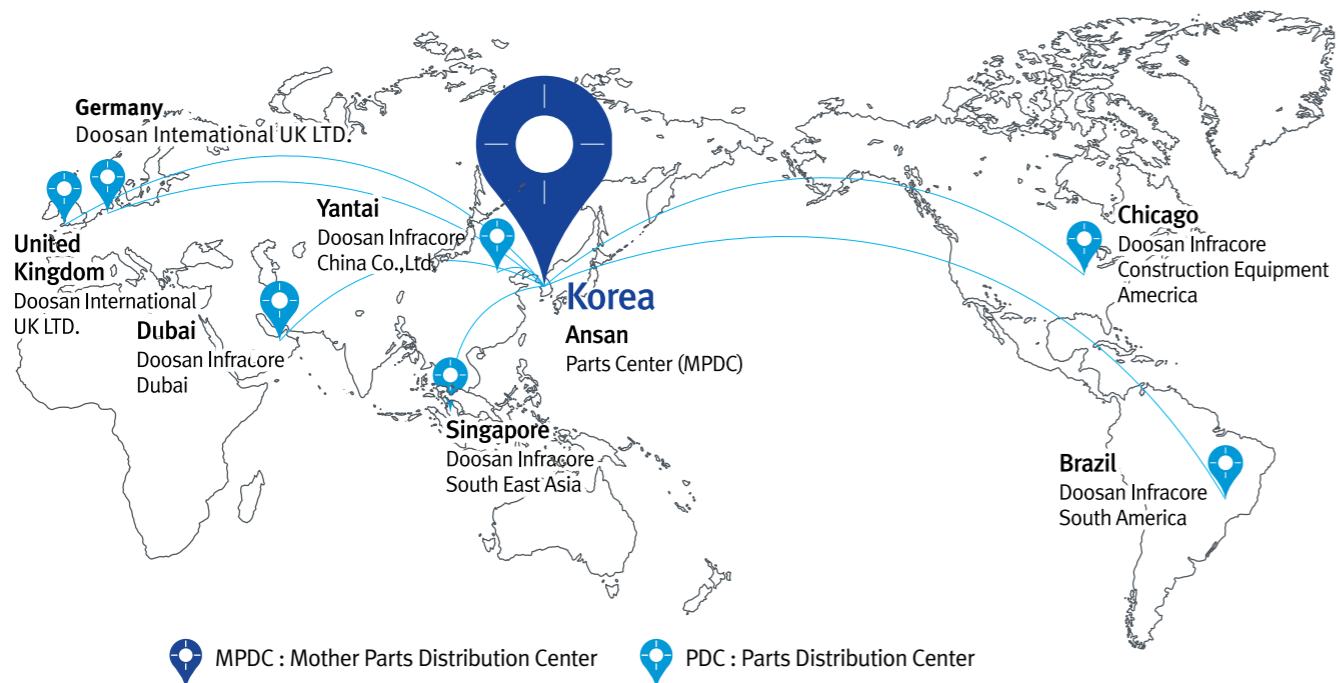 Germany
Doosan International UK LTD.
United
Kingdom
Doosan International
UK LTD.
Yantai
Doosan Infracore
China Co.,Ltd.
Dubai
Doosan Infracore
Dubai
Korea
Ansan
Parts Center (MPDC)
Singapore
Doosan Infracore
South East Asia
Chicago
Doosan Infracore
Construction Equipment
Amecrica
Brazil
Doosan Infracore
South America
MPDC : Mother Parts Distribution Center
PDC : Parts Distribution Center